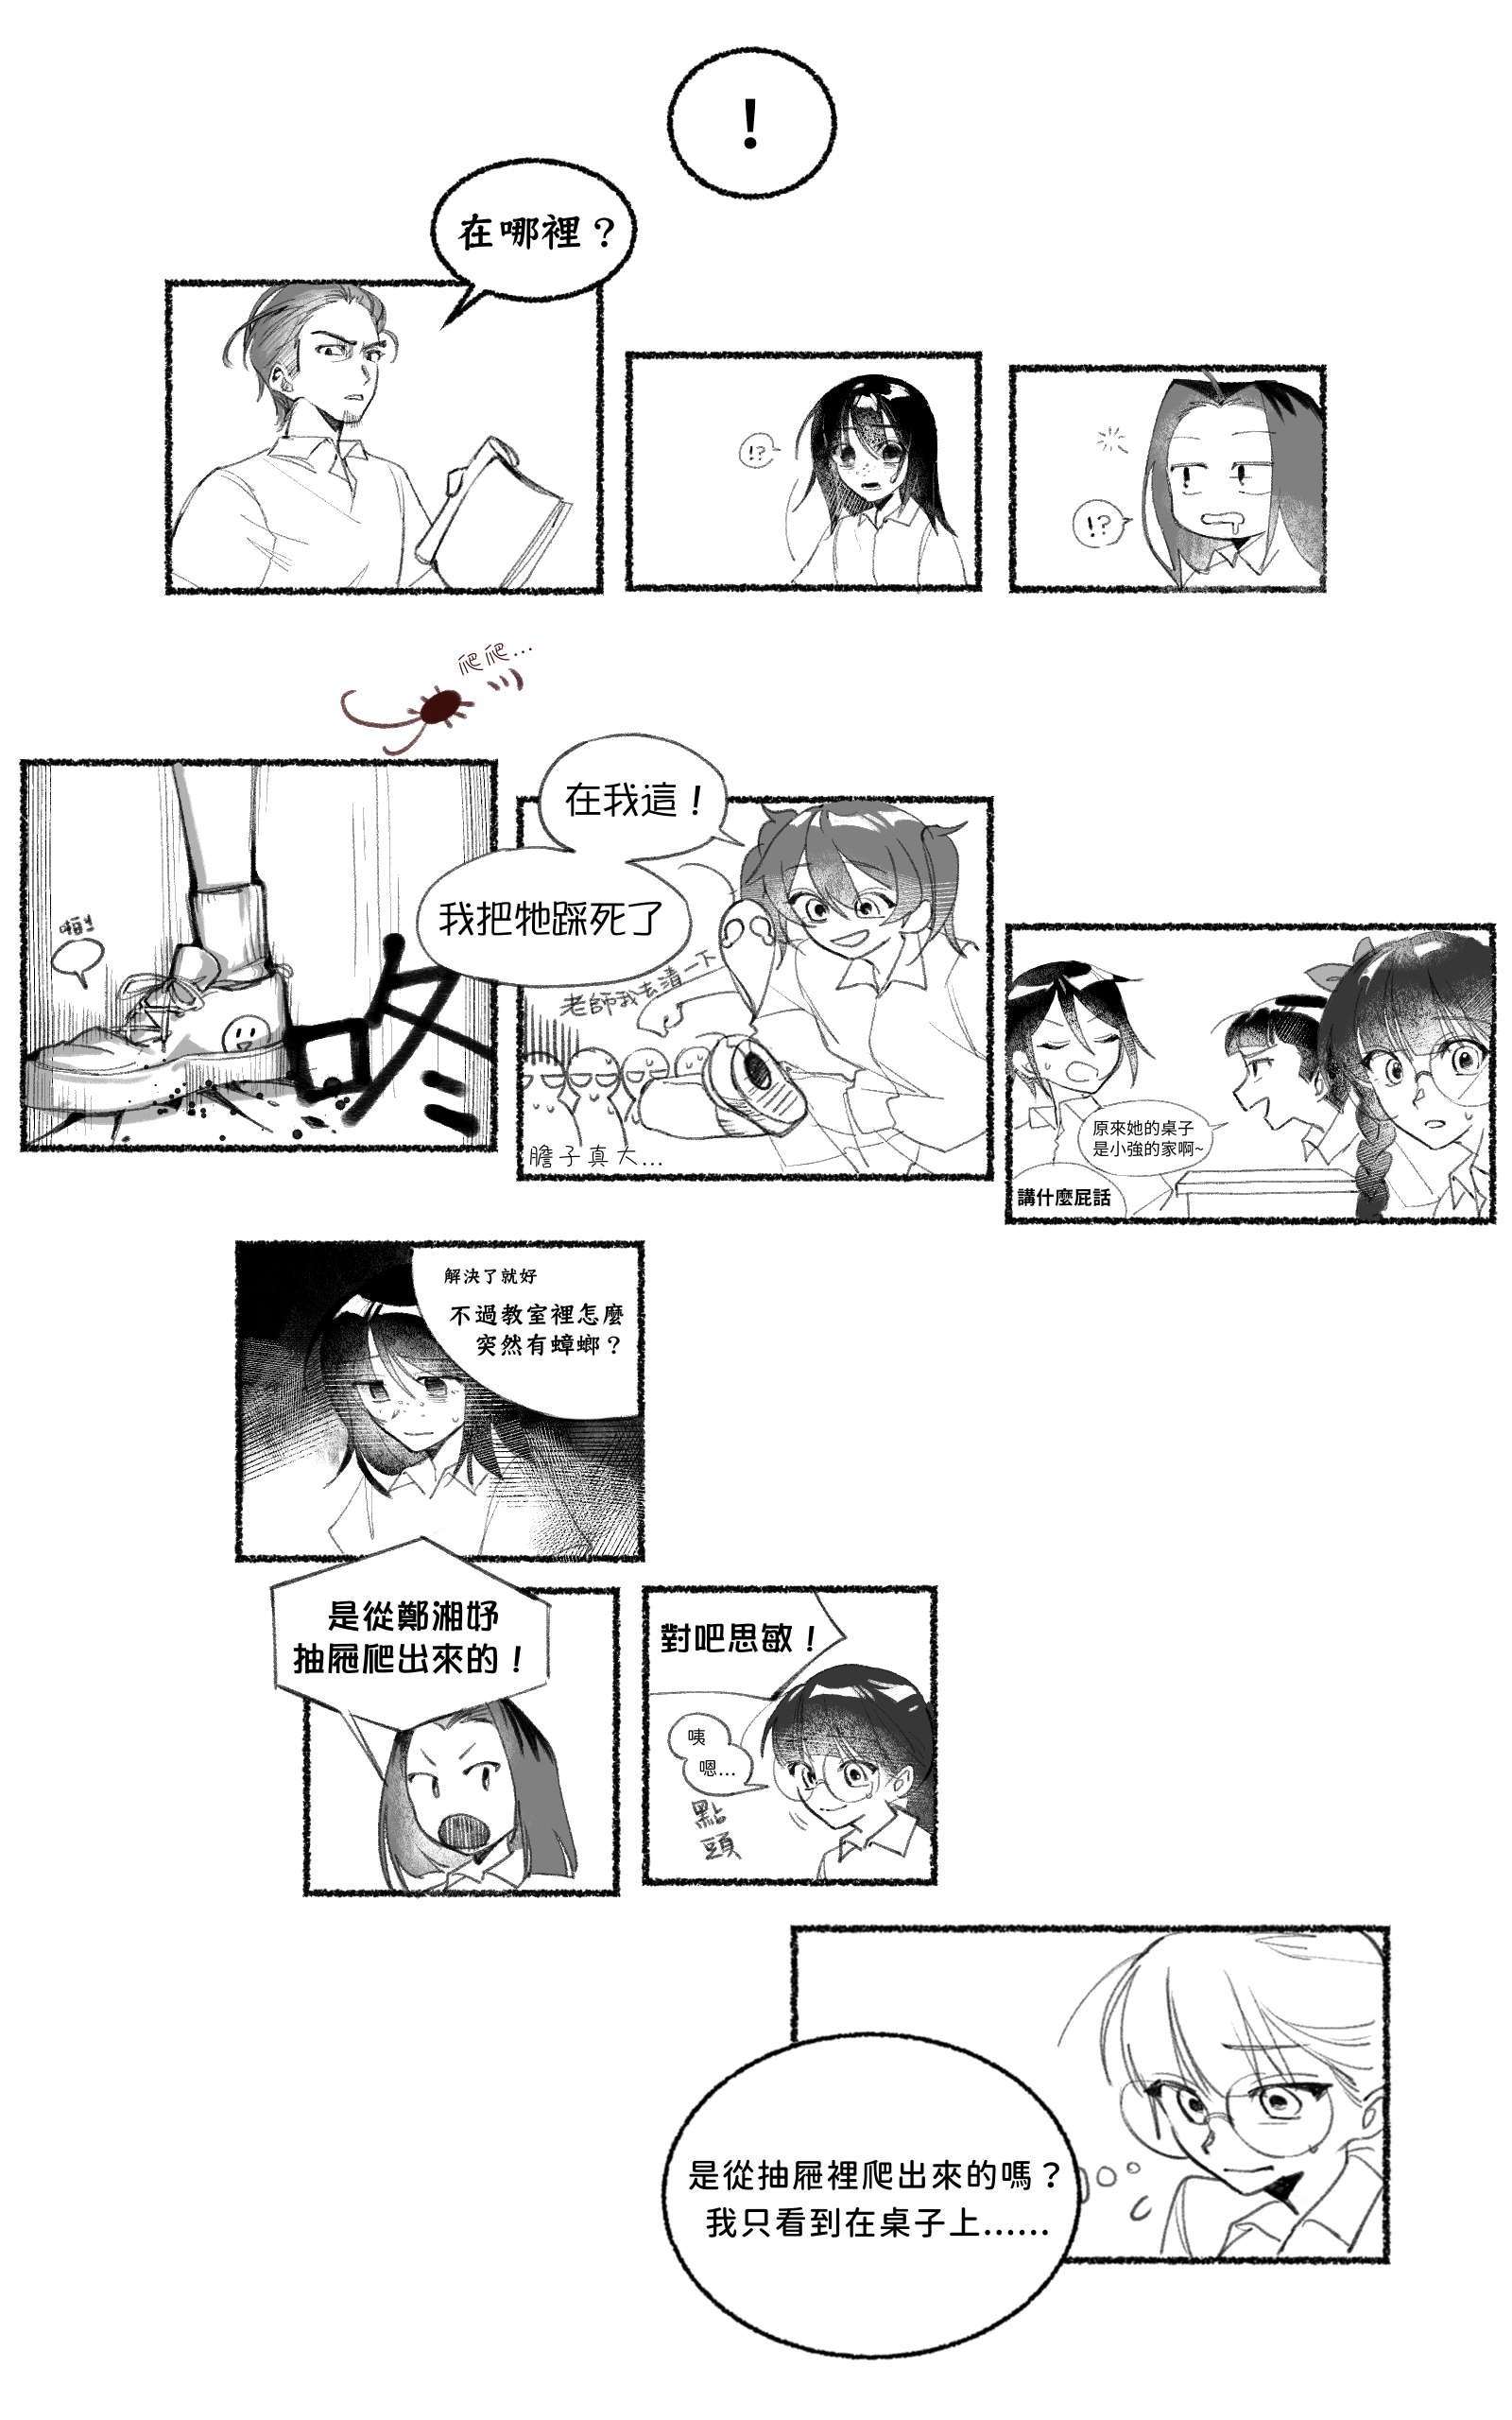 ！
在哪裡？
！？
！？
爬爬…
啪!
咚
在我這！
我把牠踩死了
老師我去清一下
膽子真大…
原來她的桌子
是小強的家啊~
講什麼屁話
解決了就好
不過教室裡怎麼
突然有蟑螂？
是從鄭湘妤
抽屜爬出來的！
對吧思敏！
咦
嗯…
點
頭
是從抽屜裡爬出來的嗎？
我只看到在桌子上……